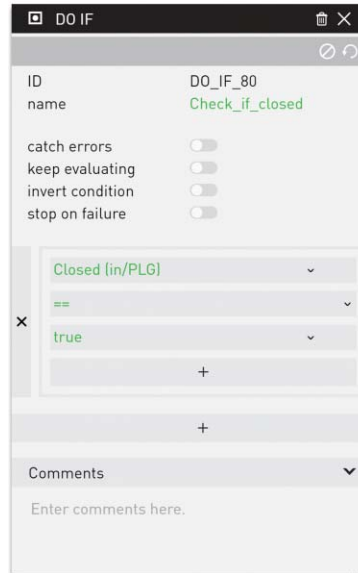 DO IF
ID DO_IF_80
name Check_if_closed
catch errors
keep evaluating
invert condition
stop on failure
Closed (in/PLG)
==
true
+
+
Comments
Enter comments here.